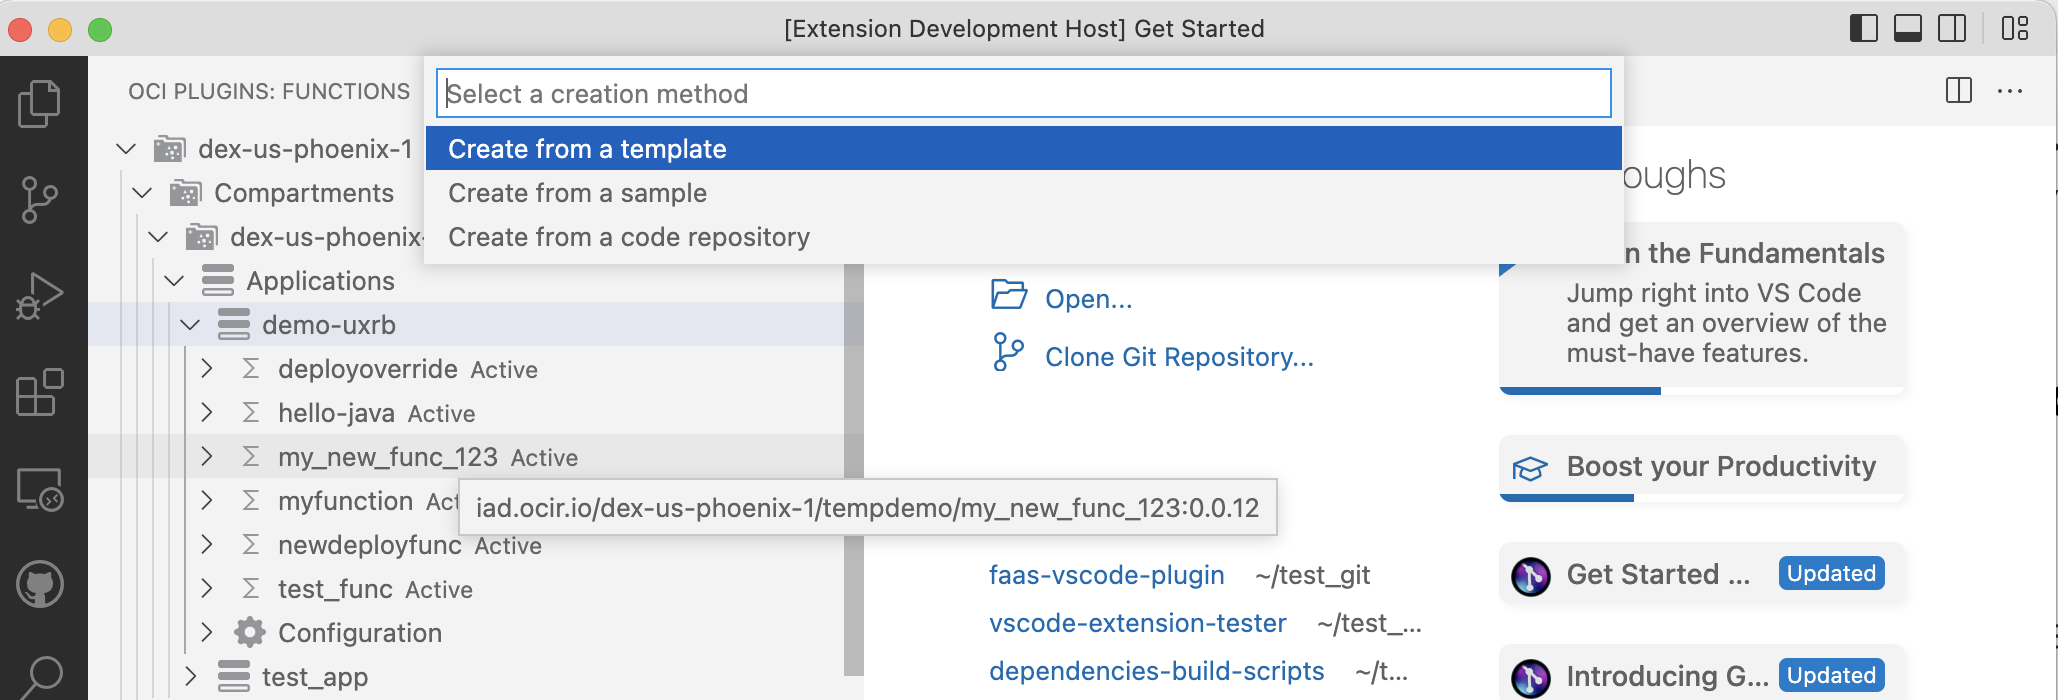 [Extension Development Host] Get Started
OCI PLUGINS: FUNCTIONS
Select a creation method
Create from a template
Create from a sample
Create from a code repository
dex-us-phoenix-1
Compartments
dex-us-phoenix-
Applications
demo-uxrb
deployoverride Active
hello-java Active
my_new_func_123 Active
myfunction Act
iad.ocir.io/dex-us-phoenix-1/tempdemo/my_new_func_123:0.0.12
newdeployfunc Active
test_func Active
Configuration
test_app
Open...
Clone Git Repository...
faas-vscode-plugin ~/test_git
vscode-extension-tester ~/test_...
dependencies-build-scripts ~/t...
oughs
n the Fundamentals
Jump right into VS Code
and get an overview of the
must-have features.
Boost your Productivity
Get Started ... Updated
Introducing G... Updated